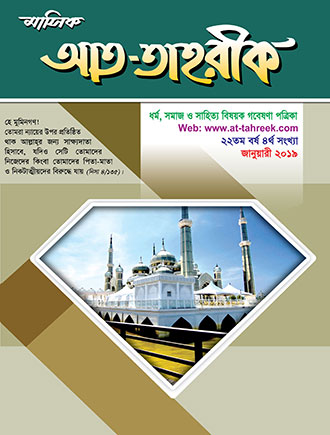 মাসিক
আত-তাহরীক
ধর্ম, সমাজ ও সাহিত্য বিষয়ক গবেষণা পত্রিকা
Web: www.at-tahreek.com
২২তম বর্ষ ৪র্থ সংখ্যা
জানুয়ারী ২০১৯
হে মুমিনগণ!
তোমরা ন্যায়ের উপর প্রতিষ্ঠিত
থাক আল্লাহর জন্য সাক্ষ্যদাতা
হিসাবে, যদিও সেটি তোমাদের
নিজেদের কিংবা তোমাদের পিতা-মাতা
ও নিকটাত্মীয়দের বিরুদ্ধে যায় (নিসা ৪/১৩৫)।